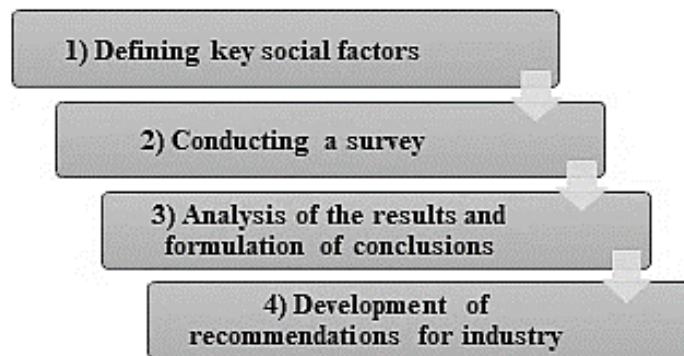 1) Defining key social factors
2) Conducting a survey
3) Analysis of the results and
formulation of conclusions
4) Development of
recommendations for industry